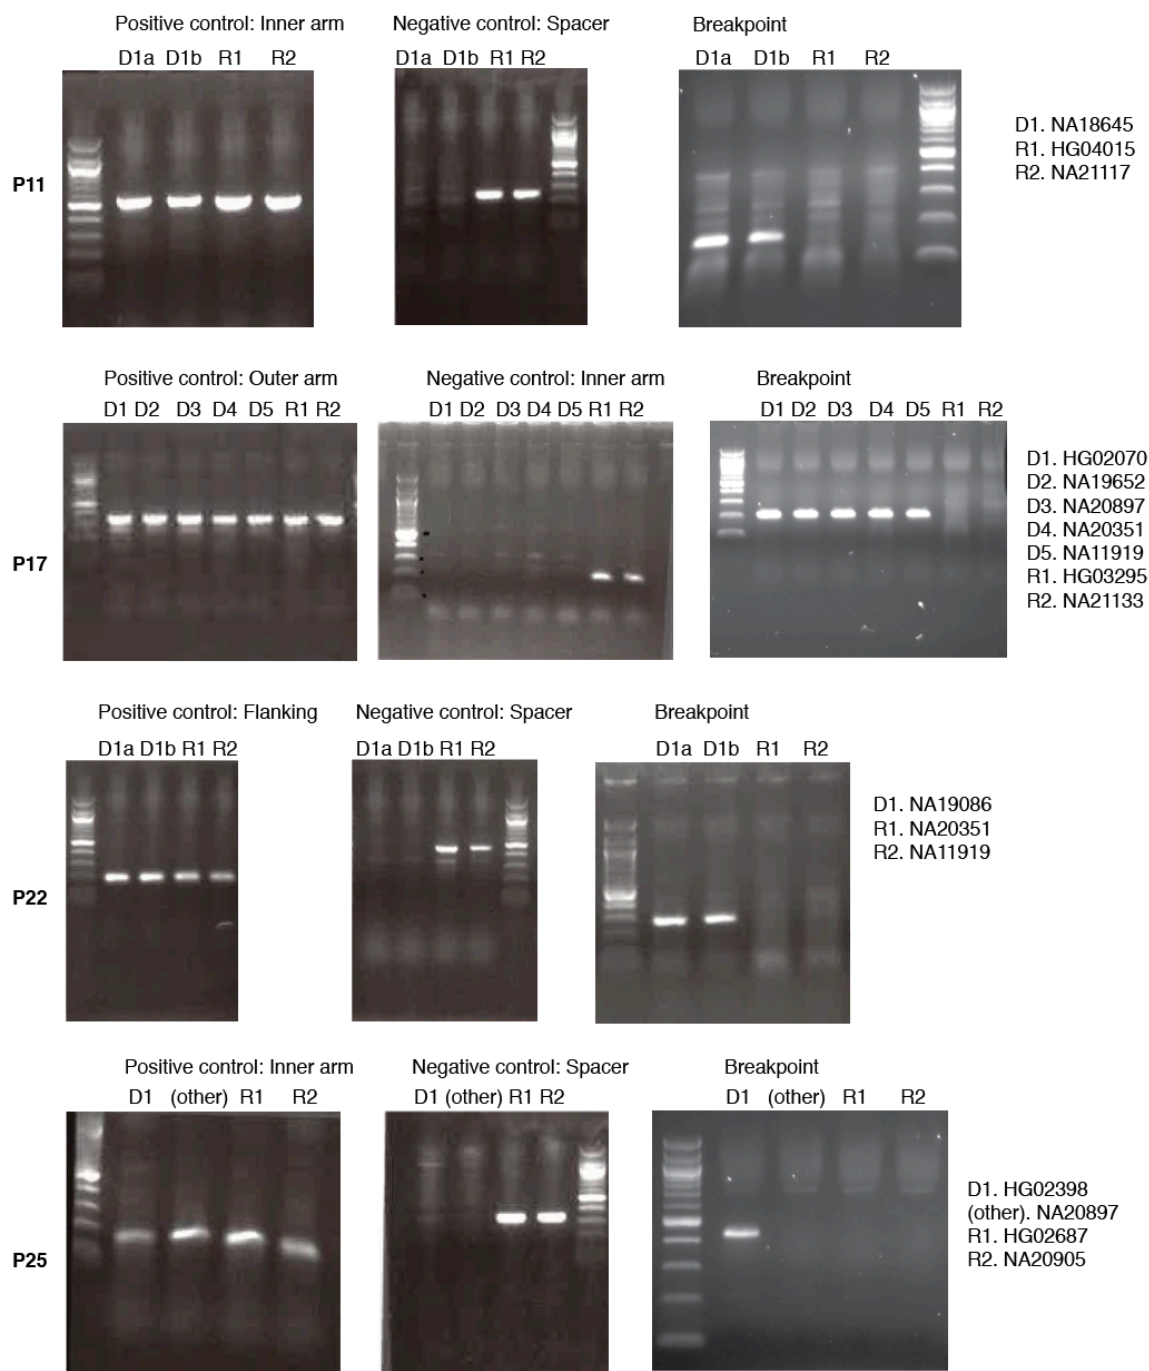 Positive control: Inner arm
Negative control: Spacer
Breakpoint
D1a D1b R1 R2
D1a D1b R1 R2
D1a D1b R1 R2
P11
D1. NA18645
R1. HG04015
R2. NA21117
Positive control: Outer arm
Negative control: Inner arm
Breakpoint
D1 D2 D3 D4 D5 R1 R2
D1 D2 D3 D4 D5 R1 R2
D1 D2 D3 D4 D5 R1 R2
P17
D1. HG02070
D2. NA19652
D3. NA20897
D4. NA20351
D5. NA11919
R1. HG03295
R2. NA21133
Positive control: Flanking
Negative control: Spacer
Breakpoint
D1a D1b R1 R2
D1a D1b R1 R2
D1a D1b R1 R2
P22
D1. NA19086
R1. NA20351
R2. NA11919
Positive control: Inner arm
Negative control: Spacer
Breakpoint
D1 (other) R1 R2
D1 (other) R1 R2
D1 (other) R1 R2
P25
D1. HG02398
(other). NA20897
R1. HG02687
R2. NA20905